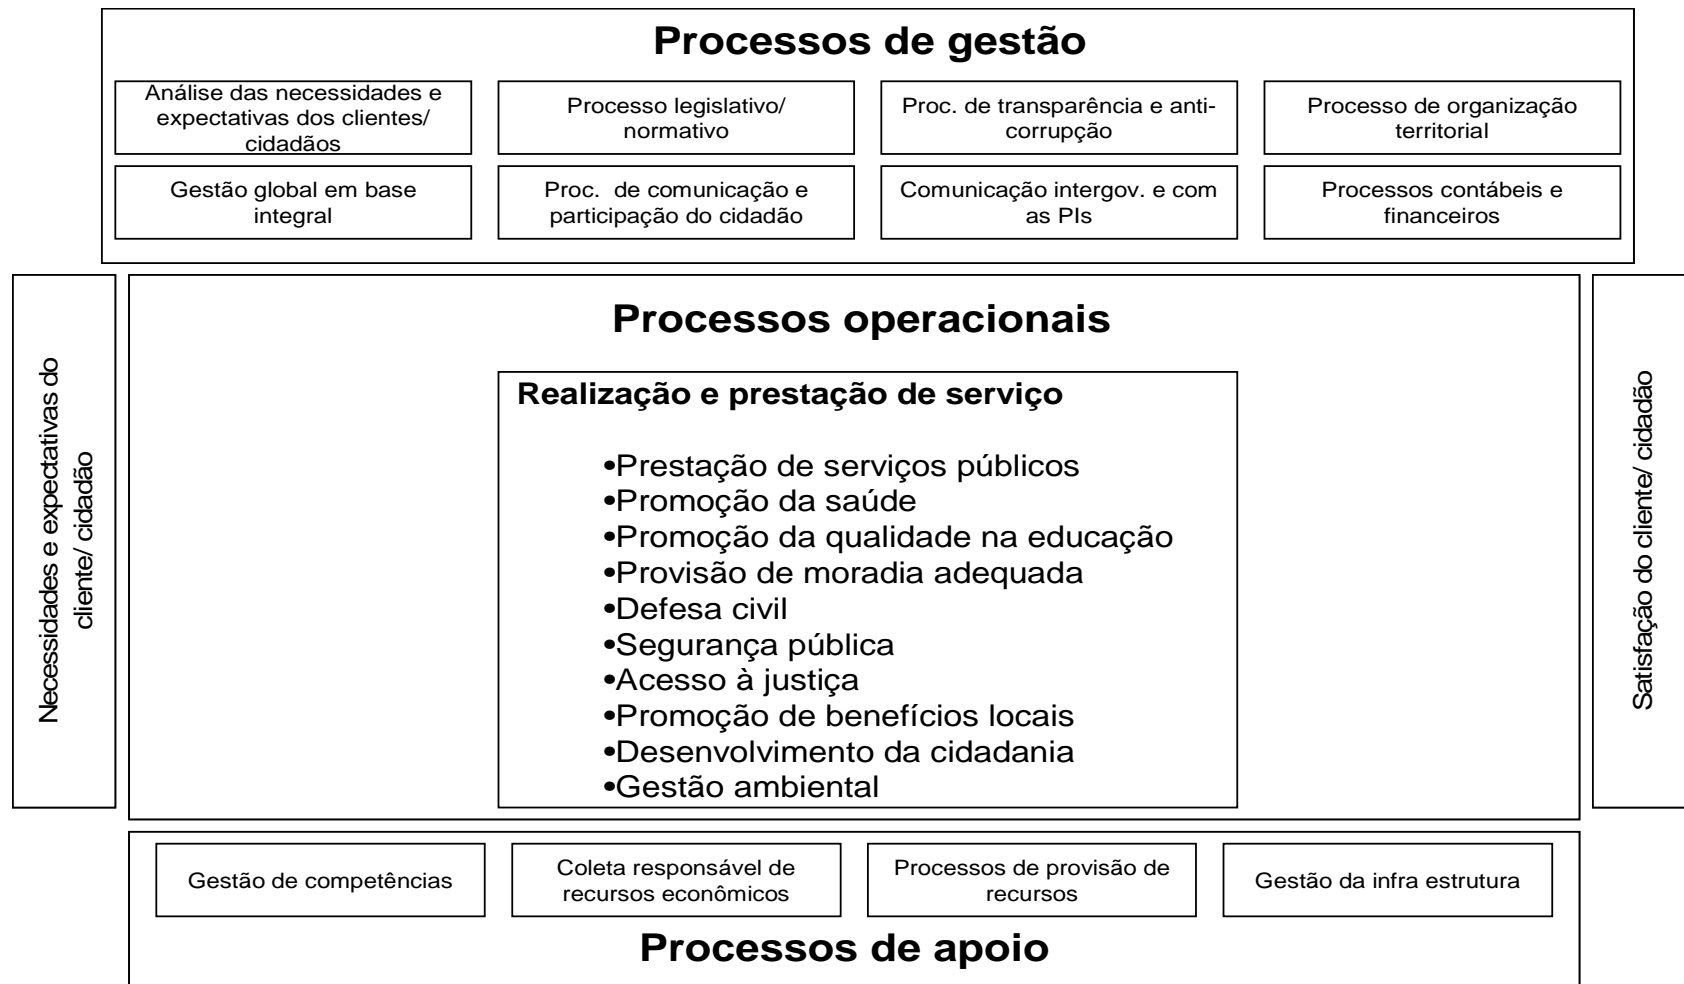 Processos de gestão
Análise das necessidades e
expectativas dos clientes/
cidadãos
Processo legislativo/
normativo
Proc. de transparência e anti-
corrupção
Processo de organização
territorial
Gestão global em base
integral
Proc. de comunicação e
participação do cidadão
Comunicação intergov. e com
as PIs
Processos contábeis e
financeiros
Necessidades e expectativas do
cliente/ cidadão
Processos operacionais
Realização e prestação de serviço
•Prestação de serviços públicos
•Promoção da saúde
•Promoção da qualidade na educação
•Provisão de moradia adequada
•Defesa civil
•Segurança pública
•Acesso à justiça
•Promoção de benefícios locais
•Desenvolvimento da cidadania
•Gestão ambiental
Satisfação do cliente/ cidadão
Gestão de competências
Coleta responsável de
recursos econômicos
Processos de provisão de
recursos
Gestão da infra estrutura
Processos de apoio